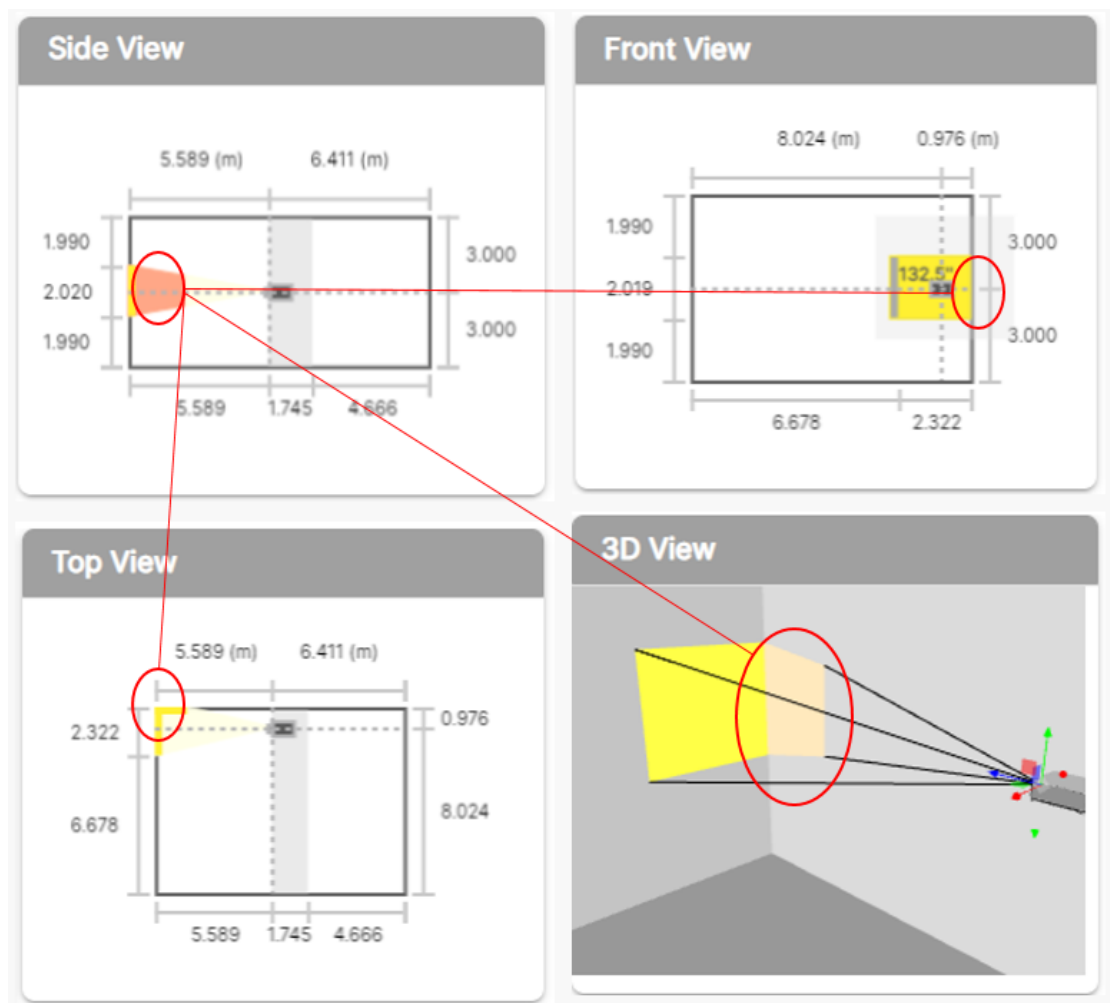 Side View
5.589 (m) 6.411 (m)
1.990
3.000
2.020
3.000
1.990
5.589 1.745 4.666
Front View
8.024 (m) 0.976 (m)
1.990
3.000
132.5"
2.019
3.000
1.990
6.678 2.322
Top View
5.589 (m) 6.411 (m)
0.976
2.322
8.024
6.678
5.589 1.745 4.666
3D View